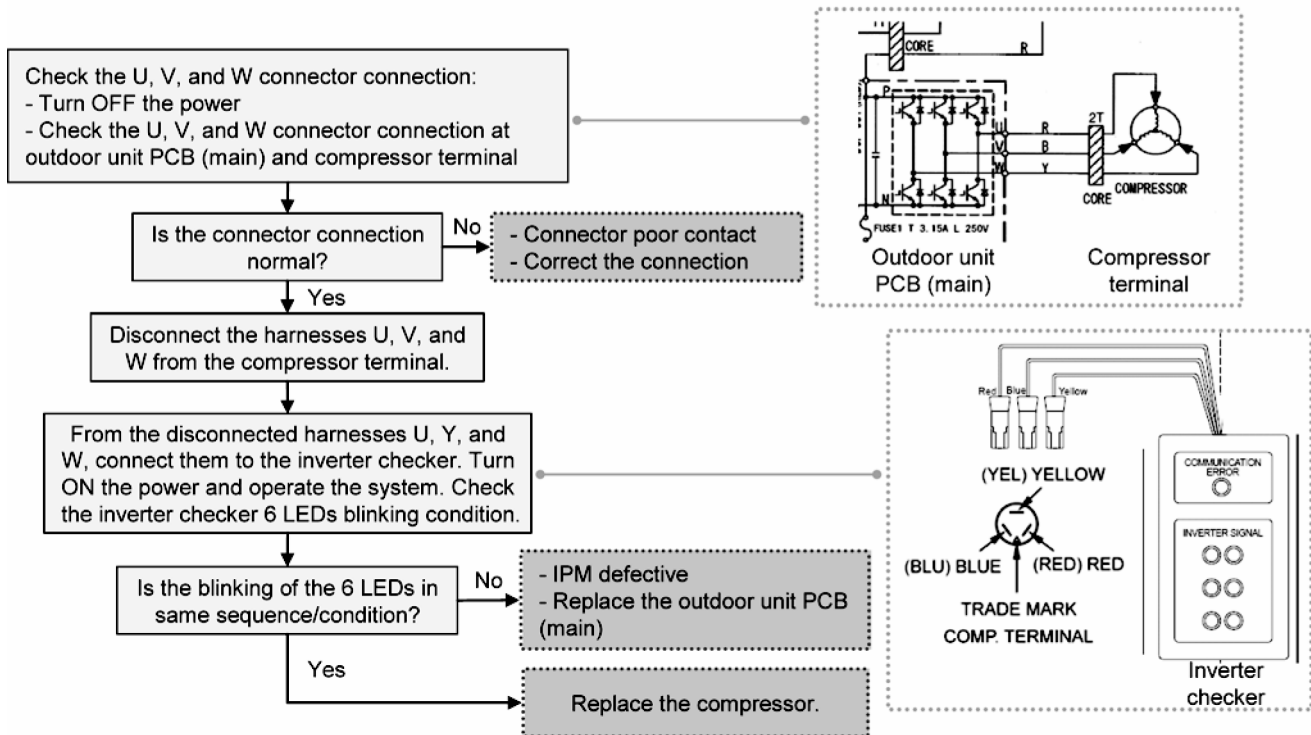 Check the U, V, and W connector connection:
- Turn OFF the power
- Check the U, V, and W connector connection at
outdoor unit PCB (main) and compressor terminal
Is the connector connection
normal?
No
- Connector poor contact
- Correct the connection
Yes
Disconnect the harnesses U, V, and
W from the compressor terminal.
From the disconnected harnesses U, Y, and
W, connect them to the inverter checker. Turn
ON the power and operate the system. Check
the inverter checker 6 LEDs blinking condition.
Is the blinking of the 6 LEDs in
same sequence/condition?
No
- IPM defective
- Replace the outdoor unit PCB
(main)
Yes
Replace the compressor.
CORE
R
P
U
R
2T
V
B
W
Y
N
CORE
COMPRESSOR
FUSE1 T 3.15A L 250V
Outdoor unit
PCB (main)
Compressor
terminal
Red
Blue
Yellow
(YEL) YELLOW
(BLU) BLUE
(RED) RED
TRADE MARK
COMP. TERMINAL
COMMUNICATION
ERROR
INVERTER SIGNAL
Inverter
checker